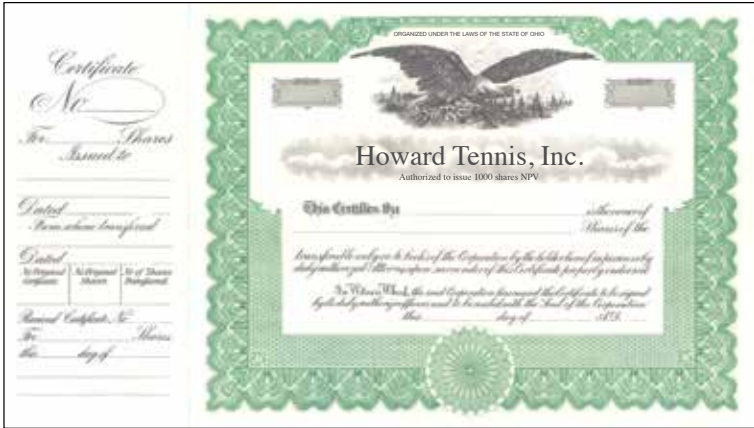 Certificate
No
For Shares
Issued to
Dated
From whom transferred
Dated
No. Original Certificate
No. Original Shares
No. of Shares Transferred
Received Certificate No
For Shares
this day of
ORGANIZED UNDER THE LAWS OF THE STATE OF OHIO
Howard Tennis, Inc.
Authorized to issue 1000 shares NPV
This Certifies that is the owner of
Shares of the
transferable only on the books of the Corporation by the holder hereof in person or by
duly authorized Attorney upon surrender of this Certificate properly endorsed
In Witness Whereof, the said Corporation has caused this Certificate to be signed
by its duly authorized officers and to be sealed with the Seal of the Corporation
this day of A.D.